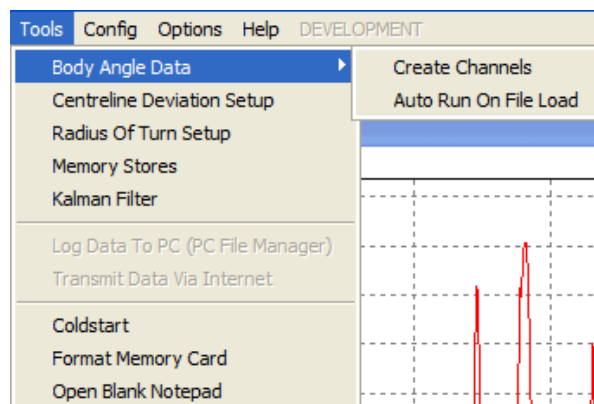 Tools Config Options Help DEVELOPMENT
Body Angle Data
Centreline Deviation Setup
Radius Of Turn Setup
Memory Stores
Kalman Filter
Log Data To PC (PC File Manager)
Transmit Data Via Internet
Coldstart
Format Memory Card
Open Blank Notepad
Create Channels
Auto Run On File Load